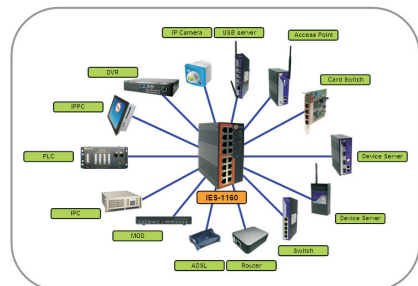 IP Camera
USB server
Access Point
DVR
Card Switch
IPPC
PLC
Device Server
IES-1160
IPC
Device Server
MOD
Switch
ADSL
Router